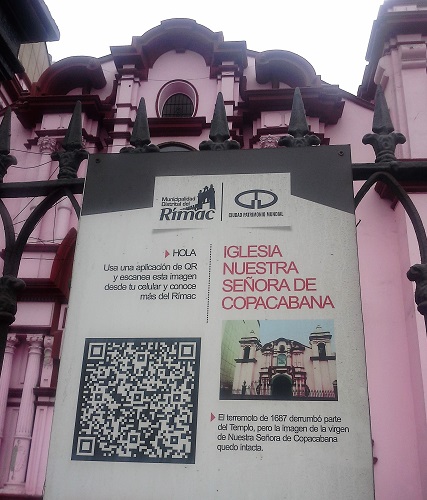 Municipalidad
Distrital del
Rímac
CIUDAD PATRIMONIO MUNDIAL
HOLA
Usa una aplicación de QR
y escanea esta imagen
desde tu celular y conoce
más del Rímac
IGLESIA
NUESTRA
SEÑORA DE
COPACABANA
El terremoto de 1687 derrumbó parte
del Templo, pero la imagen de la virgen
de Nuestra Señora de Copacabana
quedo intacta.